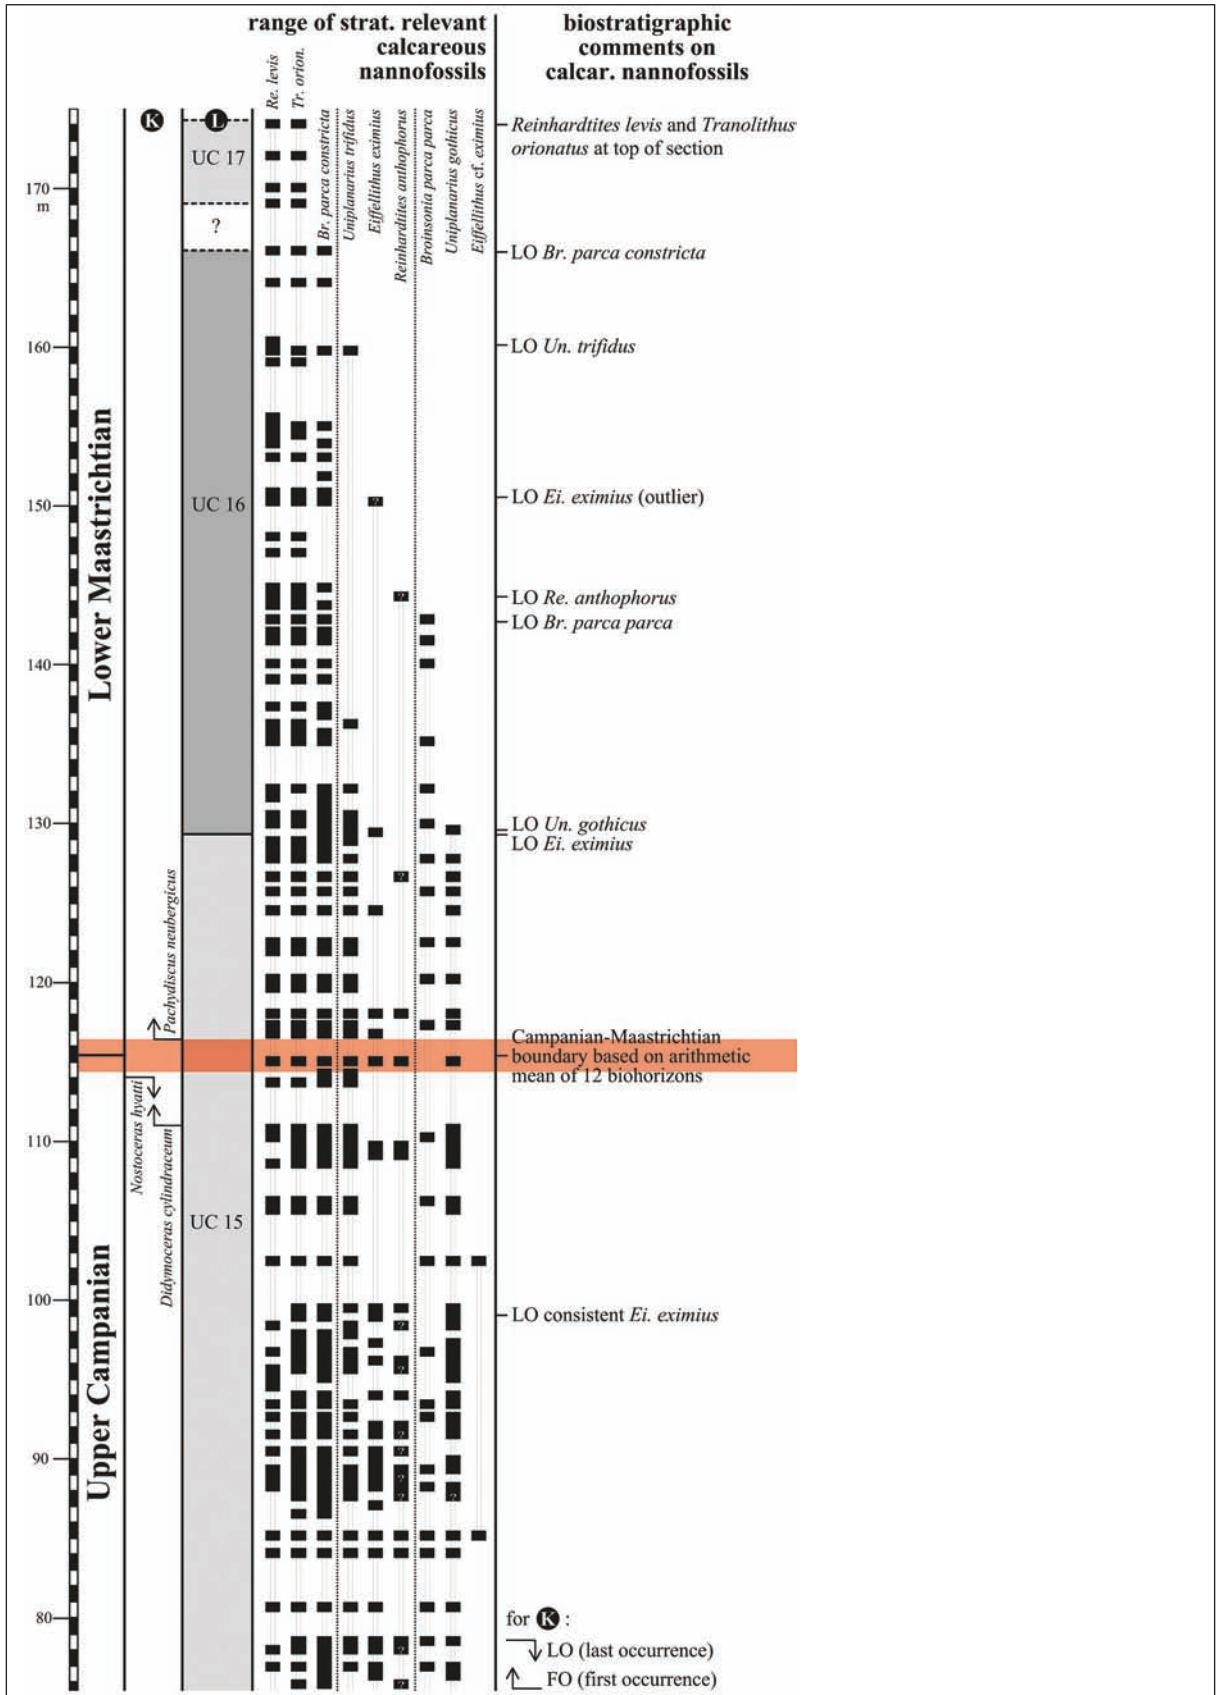 range of strat. relevant
calcareous
nannofossils
biostratigraphic
comments on
calcar. nannofossils
Re. levis
Tr. orion.
Br. parca constricta
Uniplanarius trifidus
Eiffellithus eximius
Reinhardtites anthophorus
Broinsonia parca parca
Uniplanarius gothicus
Eiffellithus cf. eximius
K
L
Reinhardtites levis and Tranolithus
orionatus at top of section
UC 17
170
m
?
LO Br. parca constricta
160
LO Un. trifidus
Lower Maastrichtian
UC 16
150
?
LO Ei. eximius (outlier)
?
LO Re. anthophorus
LO Br. parca parca
140
130
LO Un. gothicus
LO Ei. eximius
?
Pachydiscus neubergicus
120
Campanian-Maastrichtian
boundary based on arithmetic
mean of 12 biohorizons
Nostoceras hyatti
Didymoceras cylindraceum
110
UC 15
Upper Campanian
100
LO consistent Ei. eximius
?
?
?
?
90
?
?
?
80
for K :
LO (last occurrence)
?
FO (first occurrence)
?